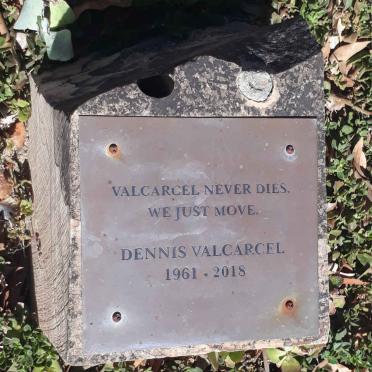 VALCARCEL NEVER DIES.
WE JUST MOVE.
DENNIS VALCARCEL
1961 • 2018